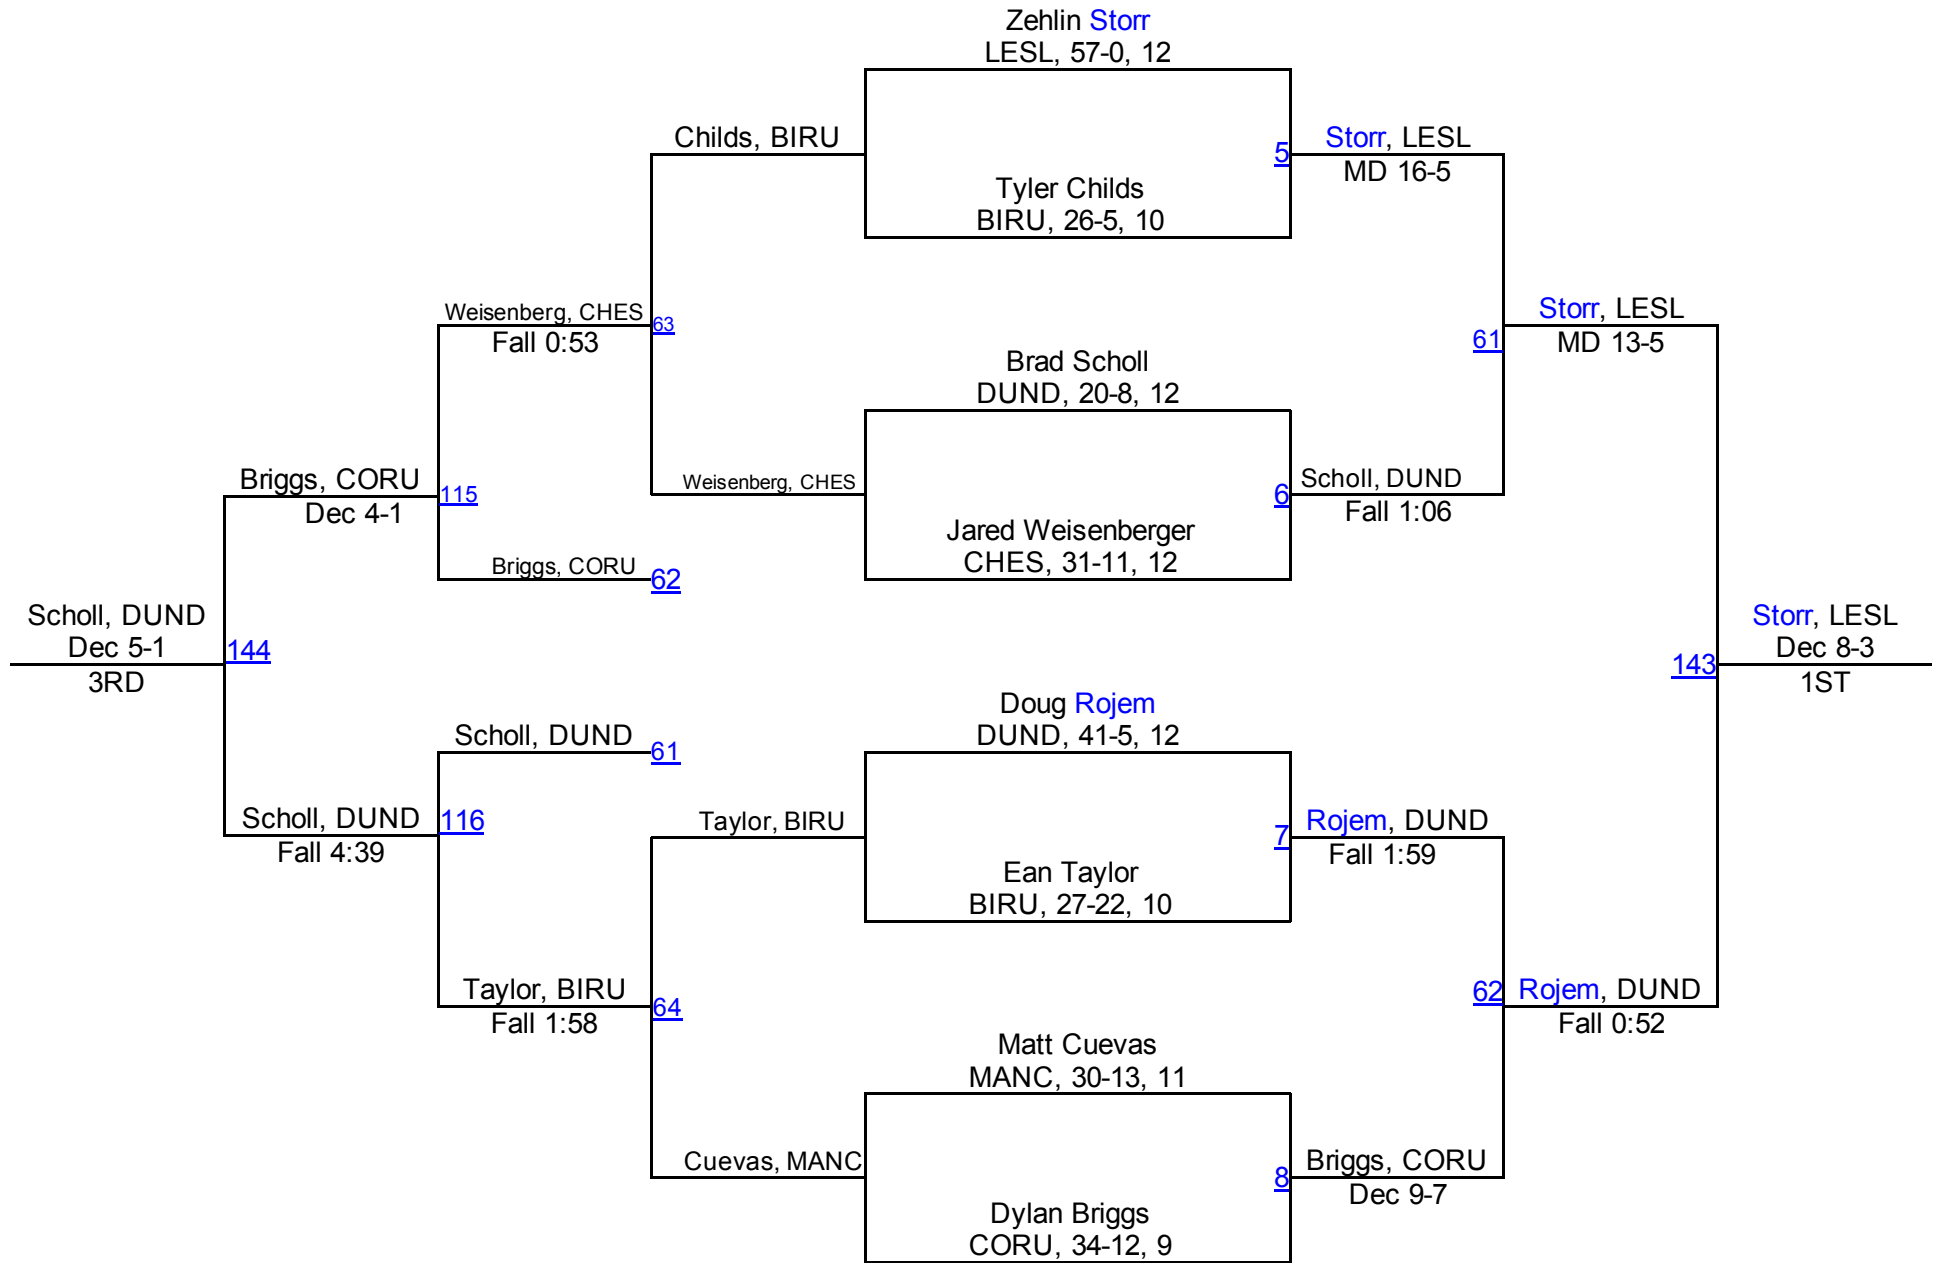 Zehlin Storr
LESL, 57-0, 12
Childs, BIRU
5
Storr, LESL
MD 16-5
Tyler Childs
BIRU, 26-5, 10
Weisenberg, CHES
63
Fall 0:53
Storr, LESL
61
MD 13-5
Brad Scholl
DUND, 20-8, 12
Briggs, CORU
115
Dec 4-1
Weisenberg, CHES
6
Scholl, DUND
Fall 1:06
Jared Weisenberger
CHES, 31-11, 12
Briggs, CORU
62
Scholl, DUND
Dec 5-1
144
3RD
Storr, LESL
143
Dec 8-3
1ST
Doug Rojem
DUND, 41-5, 12
Scholl, DUND
61
Scholl, DUND
116
Fall 4:39
Taylor, BIRU
7
Rojem, DUND
Fall 1:59
Ean Taylor
BIRU, 27-22, 10
Taylor, BIRU
64
Fall 1:58
62
Rojem, DUND
Fall 0:52
Matt Cuevas
MANC, 30-13, 11
Cuevas, MANC
8
Briggs, CORU
Dec 9-7
Dylan Briggs
CORU, 34-12, 9